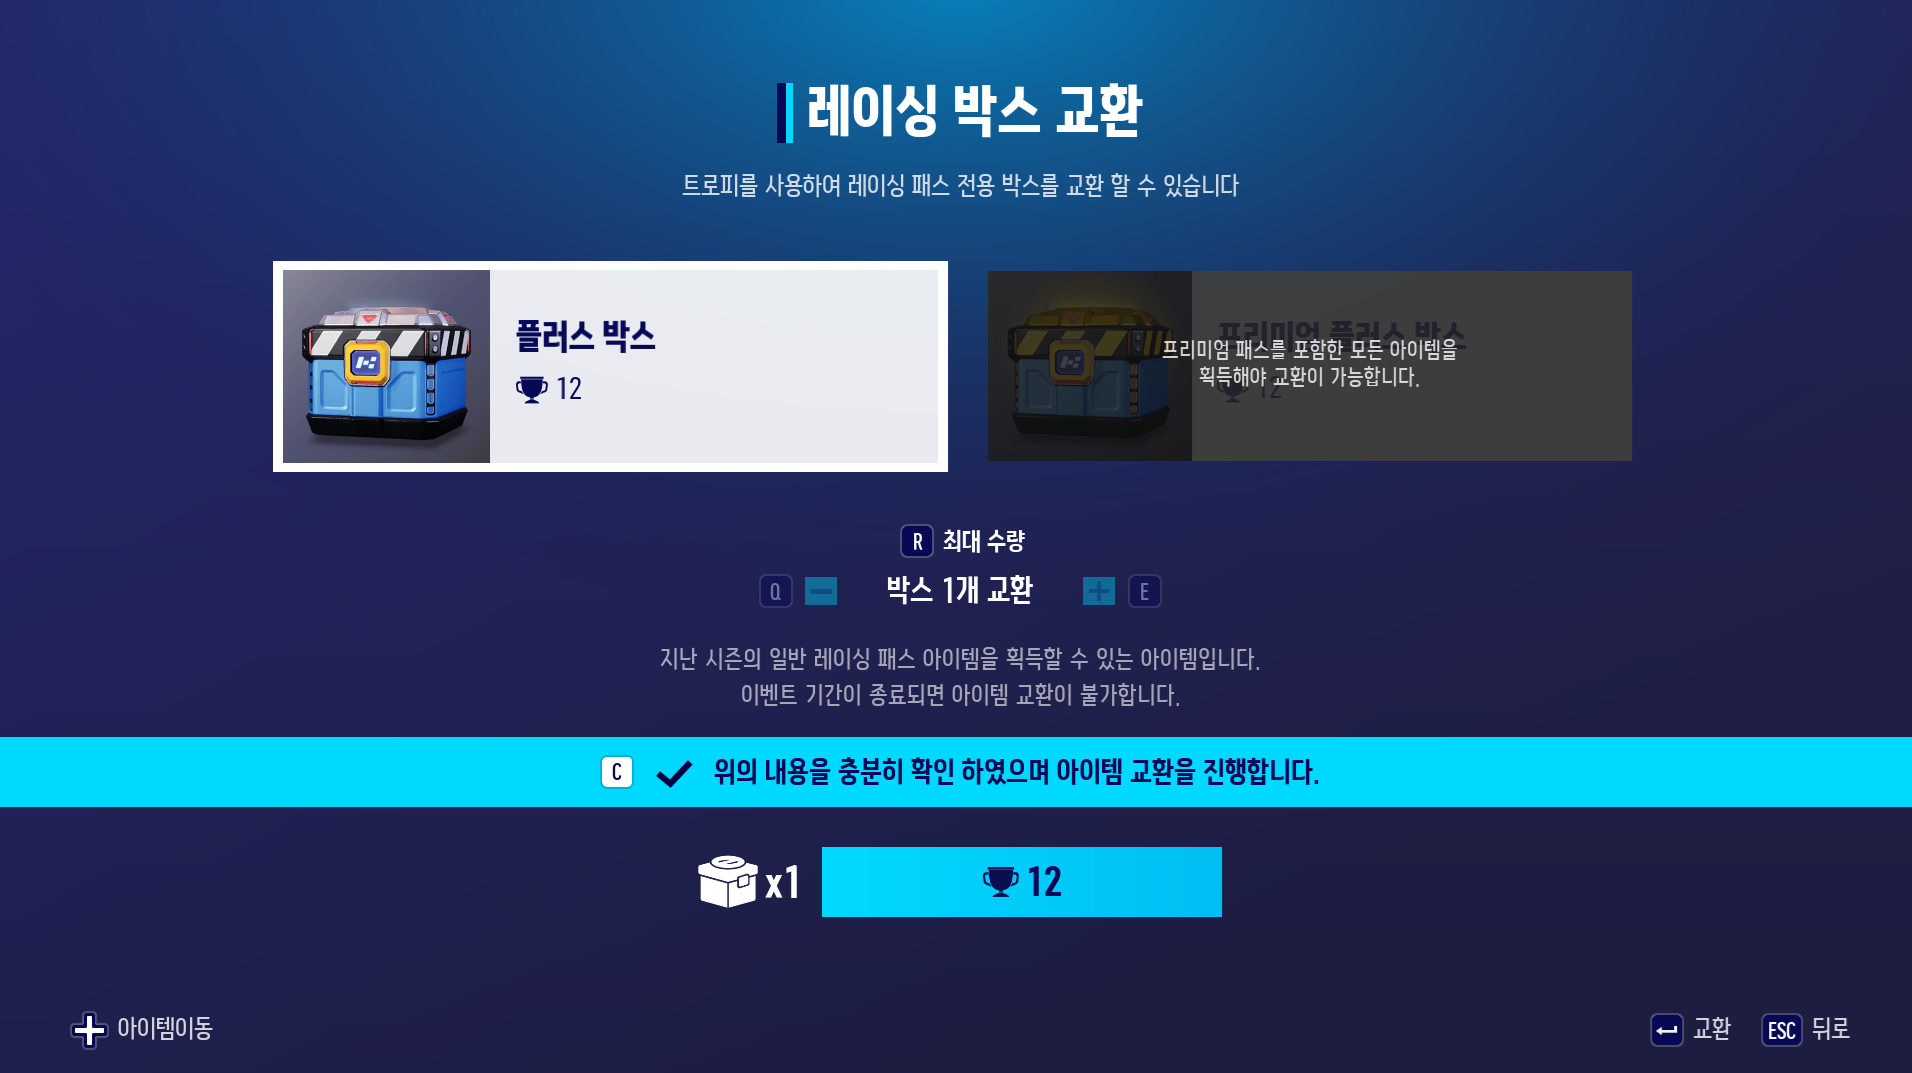 레이싱 박스 교환
트로피를 사용하여 레이싱 패스 전용 박스를 교환 할 수 있습니다
플러스 박스
12
프리미엄 플러스 박스
프리미엄 패스를 포함한 모든 아이템을
획득해야 교환이 가능합니다.
12
R 최대 수량
Q 박스 1개 교환 E
지난 시즌의 일반 레이싱 패스 아이템을 획득할 수 있는 아이템입니다.
이벤트 기간이 종료되면 아이템 교환이 불가합니다.
C 위의 내용을 충분히 확인 하였으며 아이템 교환을 진행합니다.
x1 12
아이템이동
교환 ESC 뒤로